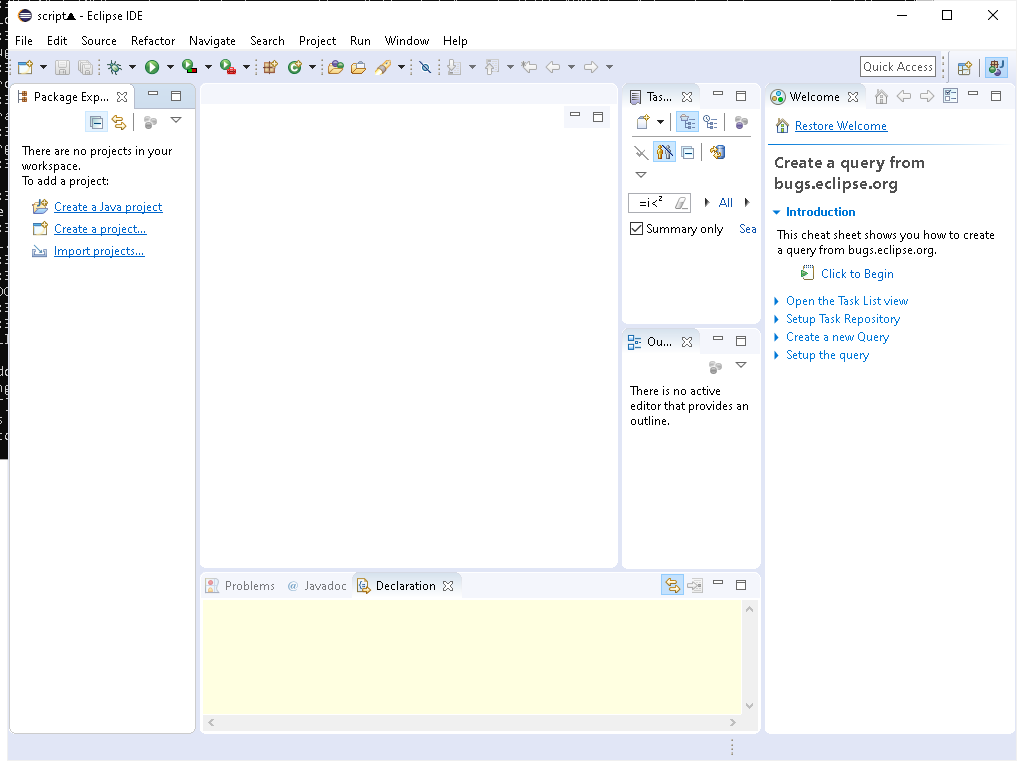 script▲ - Eclipse IDE
File Edit Source Refactor Navigate Search Project Run Window Help
Quick Access
Package Exp...
There are no projects in your
workspace.
To add a project:
Create a Java project
Create a project...
Import projects...
Tas...
=i<²
All
Summary only
Sea
Ou...
There is no active
editor that provides an
outline.
Welcome
Restore Welcome
Create a query from
bugs.eclipse.org
Introduction
This cheat sheet shows you how to create
a query from bugs.eclipse.org.
Click to Begin
Open the Task List view
Setup Task Repository
Create a new Query
Setup the query
Problems @ Javadoc Declaration